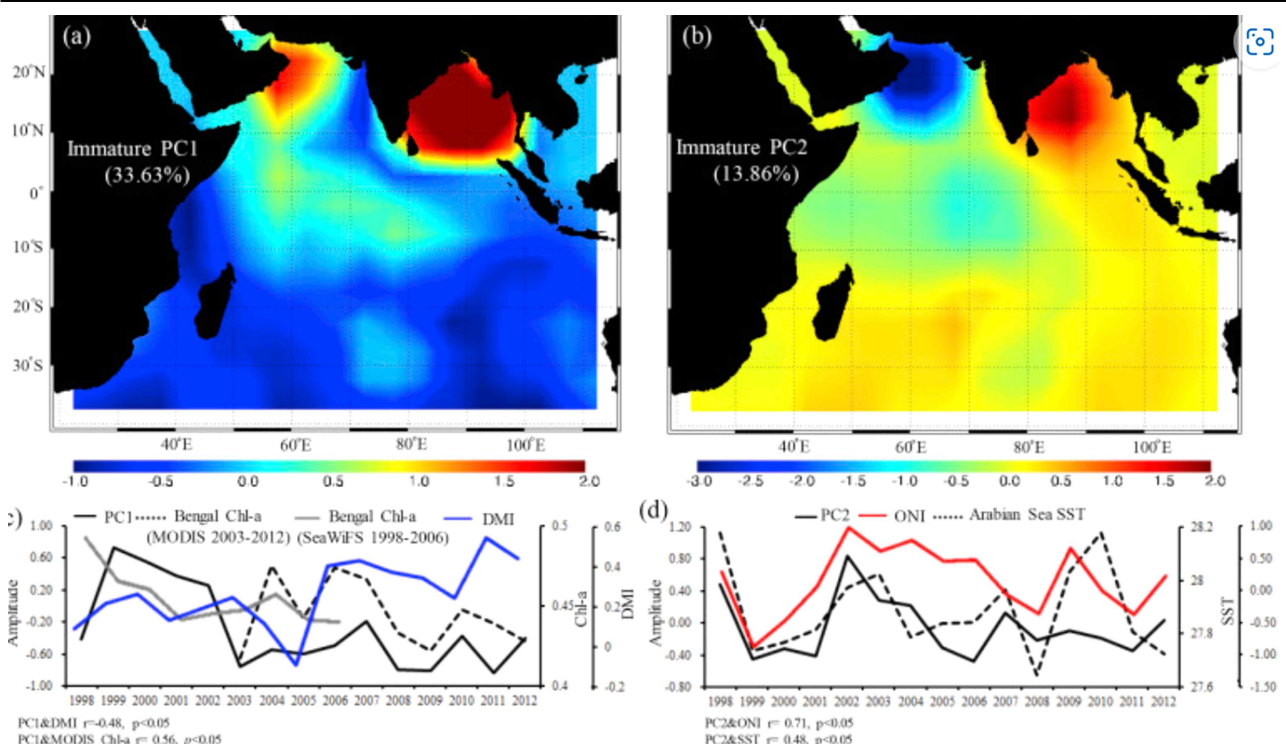 (a)
20°N
10°N
0°
10°S
20°S
30°S
Immature PC1
(33.63%)
40°E 60°E 80°E 100°E
-1.0 -0.5 0.0 0.5 1.0 1.5 2.0
(b)
Immature PC2
(13.86%)
40°E 60°E 80°E 100°E
-3.0 -2.5 -2.0 -1.5 -1.0 -0.5 0.0 0.5 1.0 1.5 2.0
c)
PC1 Bengal Chl-a Bengal Chl-a DMI
(MODIS 2003-2012) (SeaWiFS 1998-2006)
1.00
0.60
0.20
-0.20
-0.60
-1.00
Amplitude
0.5
0.45
0.4
Chl-a
0.6
0.4
0.2
0
-0.2
DMI
1998 1999 2000 2001 2002 2003 2004 2005 2006 2007 2008 2009 2010 2011 2012
PC1&DMI r=-0.48, p<0.05
PC1&MODIS Chl-a r= 0.56, p<0.05
(d)
PC2 ONI Arabian Sea SST
1.20
0.80
0.40
0.00
-0.40
-0.80
Amplitude
28.2
28
27.8
27.6
SST
1.00
0.50
0.00
-0.50
-1.00
-1.50
1998 1999 2000 2001 2002 2003 2004 2005 2006 2007 2008 2009 2010 2011 2012
PC2&ONI r= 0.71, p<0.05
PC2&SST r= 0.48, p<0.05